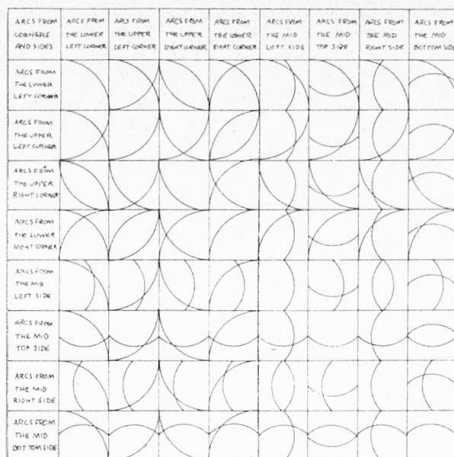 ARCS FROM
CORNERS
AND SIDES
ARCS FROM
THE LOWER
LEFT CORNER
ARCS FROM
THE UPPER
LEFT CORNER
ARCS FROM
THE UPPER
RIGHT CORNER
ARCS FROM
THE LOWER
RIGHT CORNER
ARCS FROM
THE MID
LEFT SIDE
ARCS FROM
THE MID
TOP SIDE
ARCS FROM
THE MID
RIGHT SIDE
ARCS FROM
THE MID
BOTTOM SIDE
ARCS FROM
THE LOWER
LEFT CORNER
ARCS FROM
THE UPPER
LEFT CORNER
ARCS FROM
THE UPPER
RIGHT CORNER
ARCS FROM
THE LOWER
RIGHT CORNER
ARCS FROM
THE MID
LEFT SIDE
ARCS FROM
THE MID
TOP SIDE
ARCS FROM
THE MID
RIGHT SIDE
ARCS FROM
THE MID
BOTTOM SIDE